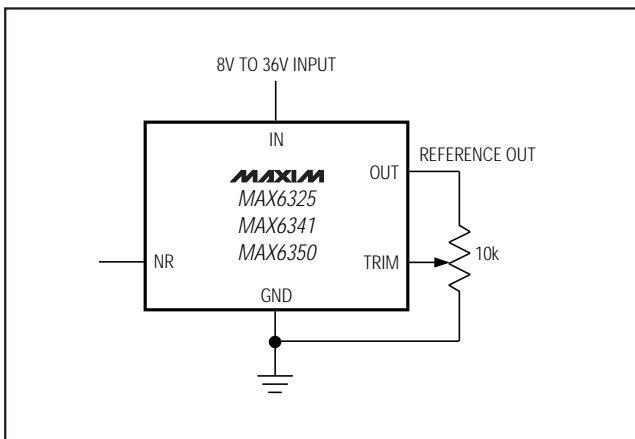 8V TO 36V INPUT
IN
REFERENCE OUT
OUT
MAXIM
MAX6325
MAX6341
MAX6350
10k
NR
TRIM
GND